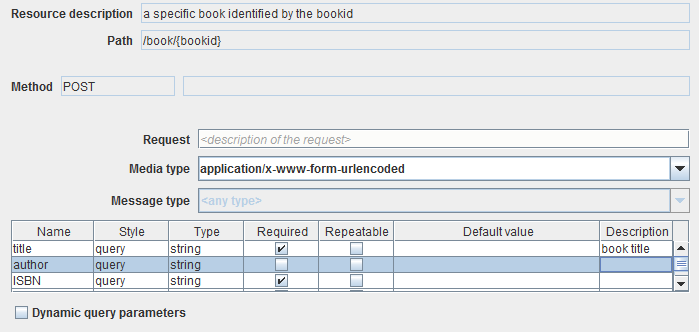 Resource description a specific book identified by the bookid
Path /book/{bookid}
Method POST
Request <description of the request>
Media type application/x-www-form-urlencoded
Message type <any type>
Name Style Type Required Repeatable Default value Description
title query string book title
author query string
ISBN query string
Dynamic query parameters